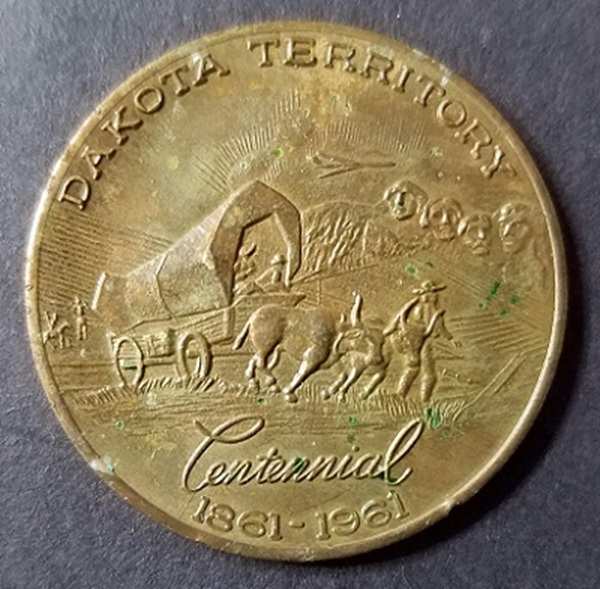 DAKOTA TERRITORY
Centennial
1861-1961